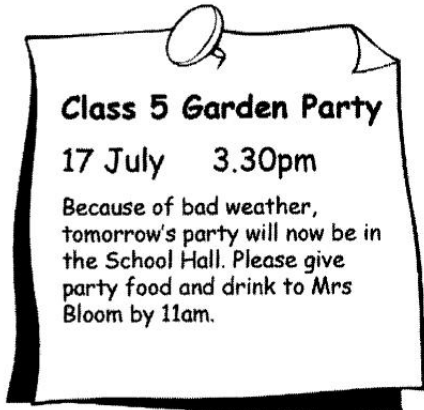 Class 5 Garden Party
17 July 3.30pm
Because of bad weather,
tomorrow's party will now be in
the School Hall. Please give
party food and drink to Mrs
Bloom by 11am.